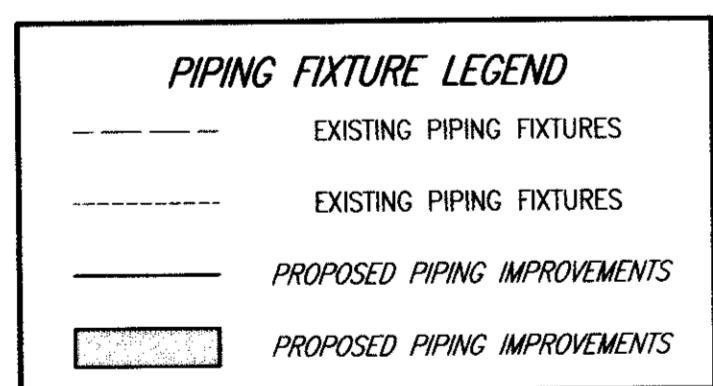 PIPING FIXTURE LEGEND
EXISTING PIPING FIXTURES
EXISTING PIPING FIXTURES
PROPOSED PIPING IMPROVEMENTS
PROPOSED PIPING IMPROVEMENTS